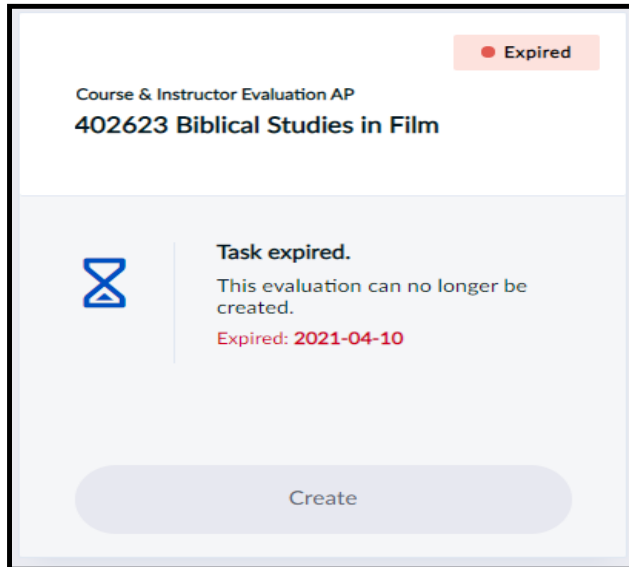 Expired
Course & Instructor Evaluation AP
402623 Biblical Studies in Film
Task expired.
This evaluation can no longer be
created.
Expired: 2021-04-10
Create